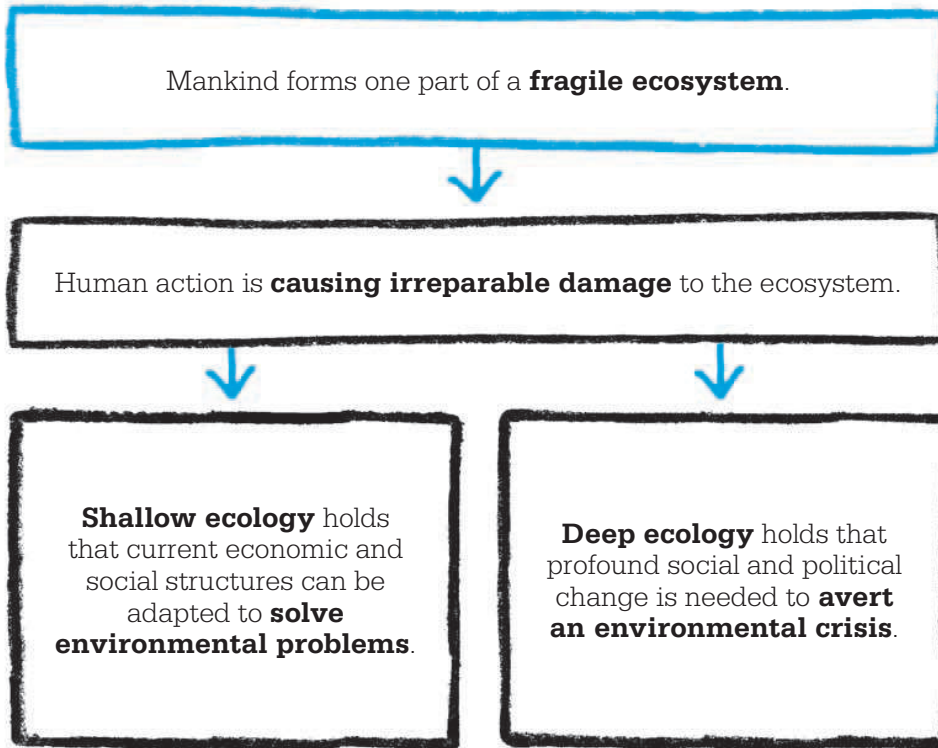 Mankind forms one part of a fragile ecosystem.
Human action is causing irreparable damage to the ecosystem.
Shallow ecology holds
that current economic and
social structures can be
adapted to solve
environmental problems.
Deep ecology holds that
profound social and political
change is needed to avert
an environmental crisis.